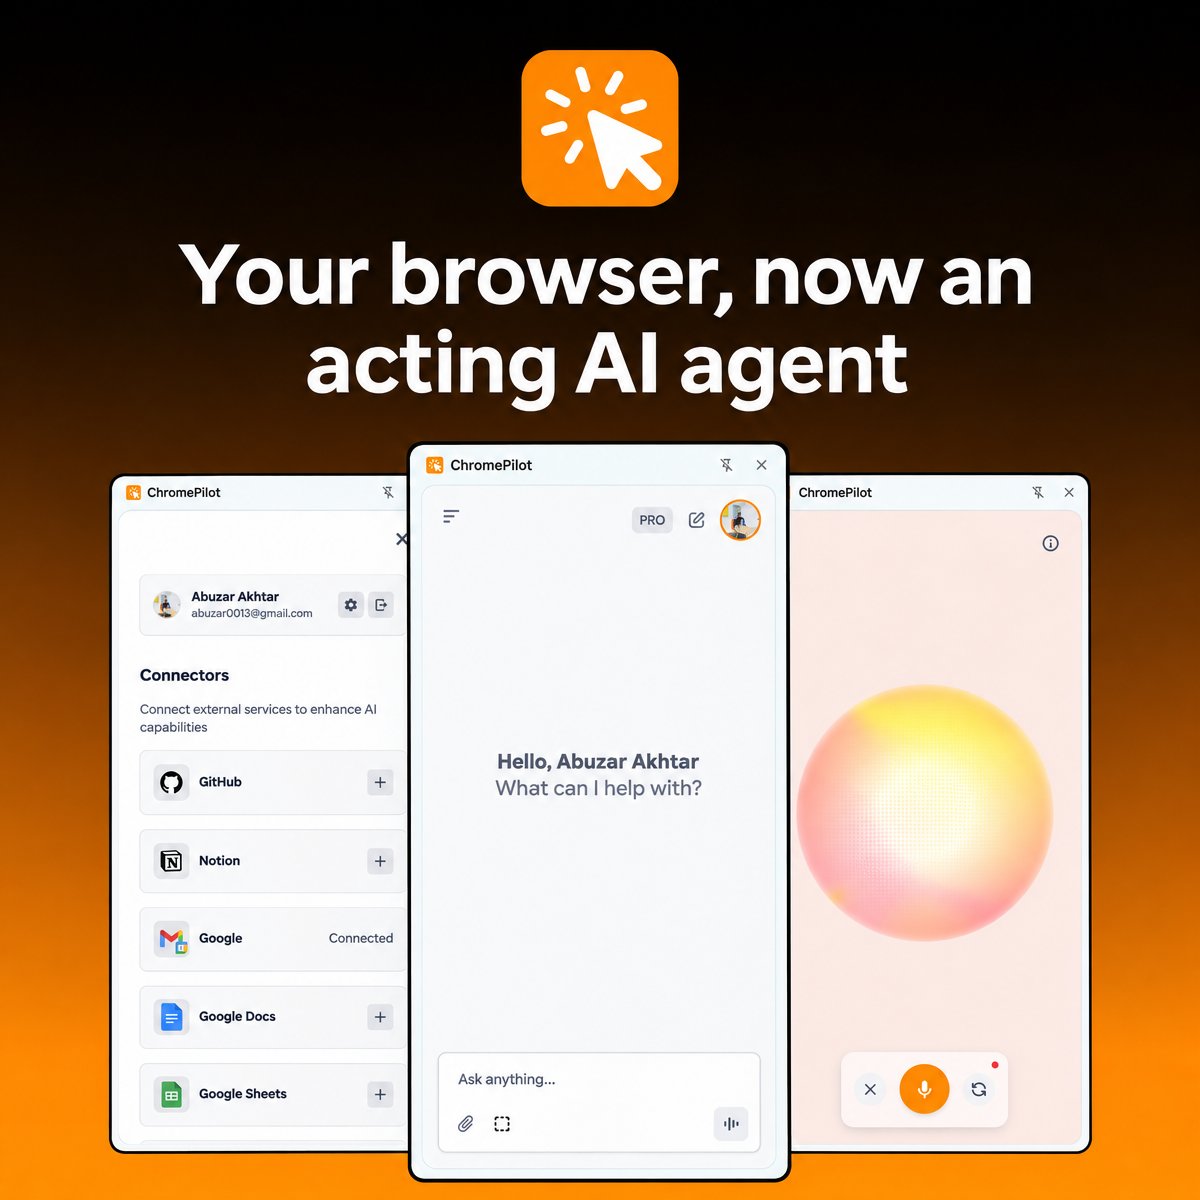 Your browser, now an
acting AI agent
ChromePilot
Abuzar Akhtar
abuzar0013@gmail.com
Connectors
Connect external services to enhance AI
capabilities
GitHub
Notion
Google
Connected
Google Docs
Google Sheets
ChromePilot
PRO
Hello, Abuzar Akhtar
What can I help with?
Ask anything...
ChromePilot